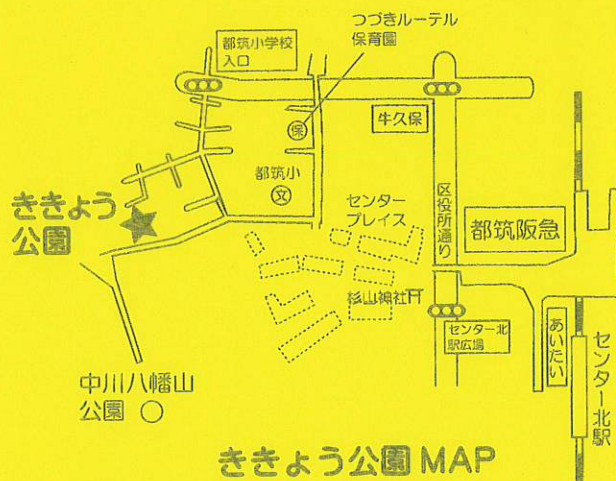 つづきルーテル
保育園
都筑小学校
入口
保
牛久保
都筑小
文
センター
プレイス
区役所通り
都筑阪急
ききょう
公園
杉山神社
センター北
駅広場
あいたい
センター北駅
中川八幡山
公園
ききょう公園 MAP